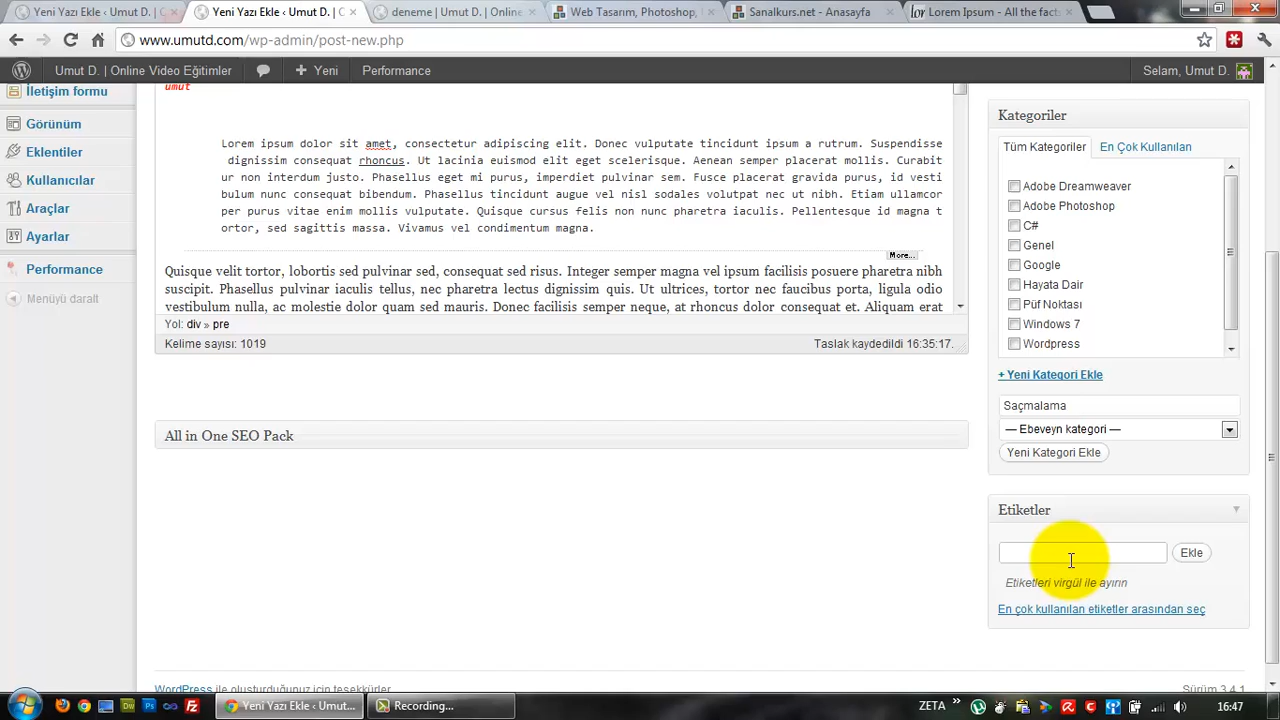 Yeni Yazı Ekle ‹ Umut D. | C
Yeni Yazı Ekle ‹ Umut D. | C
deneme | Umut D. | Online
Web Tasarım, Photoshop,
Sanalkurs.net - Anasayfa
Lorem Ipsum - All the fact
www.umutd.com/wp-admin/post-new.php
Umut D. | Online Video Eğitimler
Yeni
Performance
Selam, Umut D.
İletişim formu
Görünüm
Eklentiler
Kullanıcılar
Araçlar
Ayarlar
Performance
Menüyü daralt
umut
Lorem ipsum dolor sit amet, consectetur adipiscing elit. Donec vulputate tincidunt ipsum a rutrum. Suspendisse
dignissim consequat rhoncus. Ut lacinia euismod elit eget scelerisque. Aenean semper placerat mollis. Curabit
ur non interdum justo. Phasellus eget mi purus, imperdiet pulvinar sem. Fusce placerat gravida purus, id vesti
bulum nunc consequat bibendum. Phasellus tincidunt augue vel nisl sodales volutpat nec ut nibh. Etiam ullamcor
per purus vitae enim mollis vulputate. Quisque cursus felis non nunc pharetra iaculis. Pellentesque id magna t
ortor, sed sagittis massa. Vivamus vel condimentum magna.
More...
Quisque velit tortor, lobortis sed pulvinar sed, consequat sed risus. Integer semper magna vel ipsum facilisis posuere pharetra nibh
suscipit. Phasellus pulvinar iaculis tellus, nec pharetra lectus dignissim quis. Ut ultrices, tortor nec faucibus porta, ligula odio
vestibulum nulla, ac molestie dolor quam sed mauris. Donec facilisis semper neque, at rhoncus dolor consequat et. Aliquam erat
Yol: div » pre
Kelime sayısı: 1019
Taslak kaydedildi 16:35:17.
All in One SEO Pack
Kategoriler
Tüm Kategoriler
En Çok Kullanılan
Adobe Dreamweaver
Adobe Photoshop
C#
Genel
Google
Hayata Dair
Püf Noktası
Windows 7
Wordpress
+ Yeni Kategori Ekle
Saçmalama
— Ebeveyn kategori —
Yeni Kategori Ekle
Etiketler
Ekle
Etiketleri virgül ile ayırın
En çok kullanılan etiketler arasından seç
WordPress ile oluşturduğunuz için teşekkürler
Sürüm 3.4.1
Yeni Yazı Ekle ‹ Umut...
Recording...
ZETA
16:47